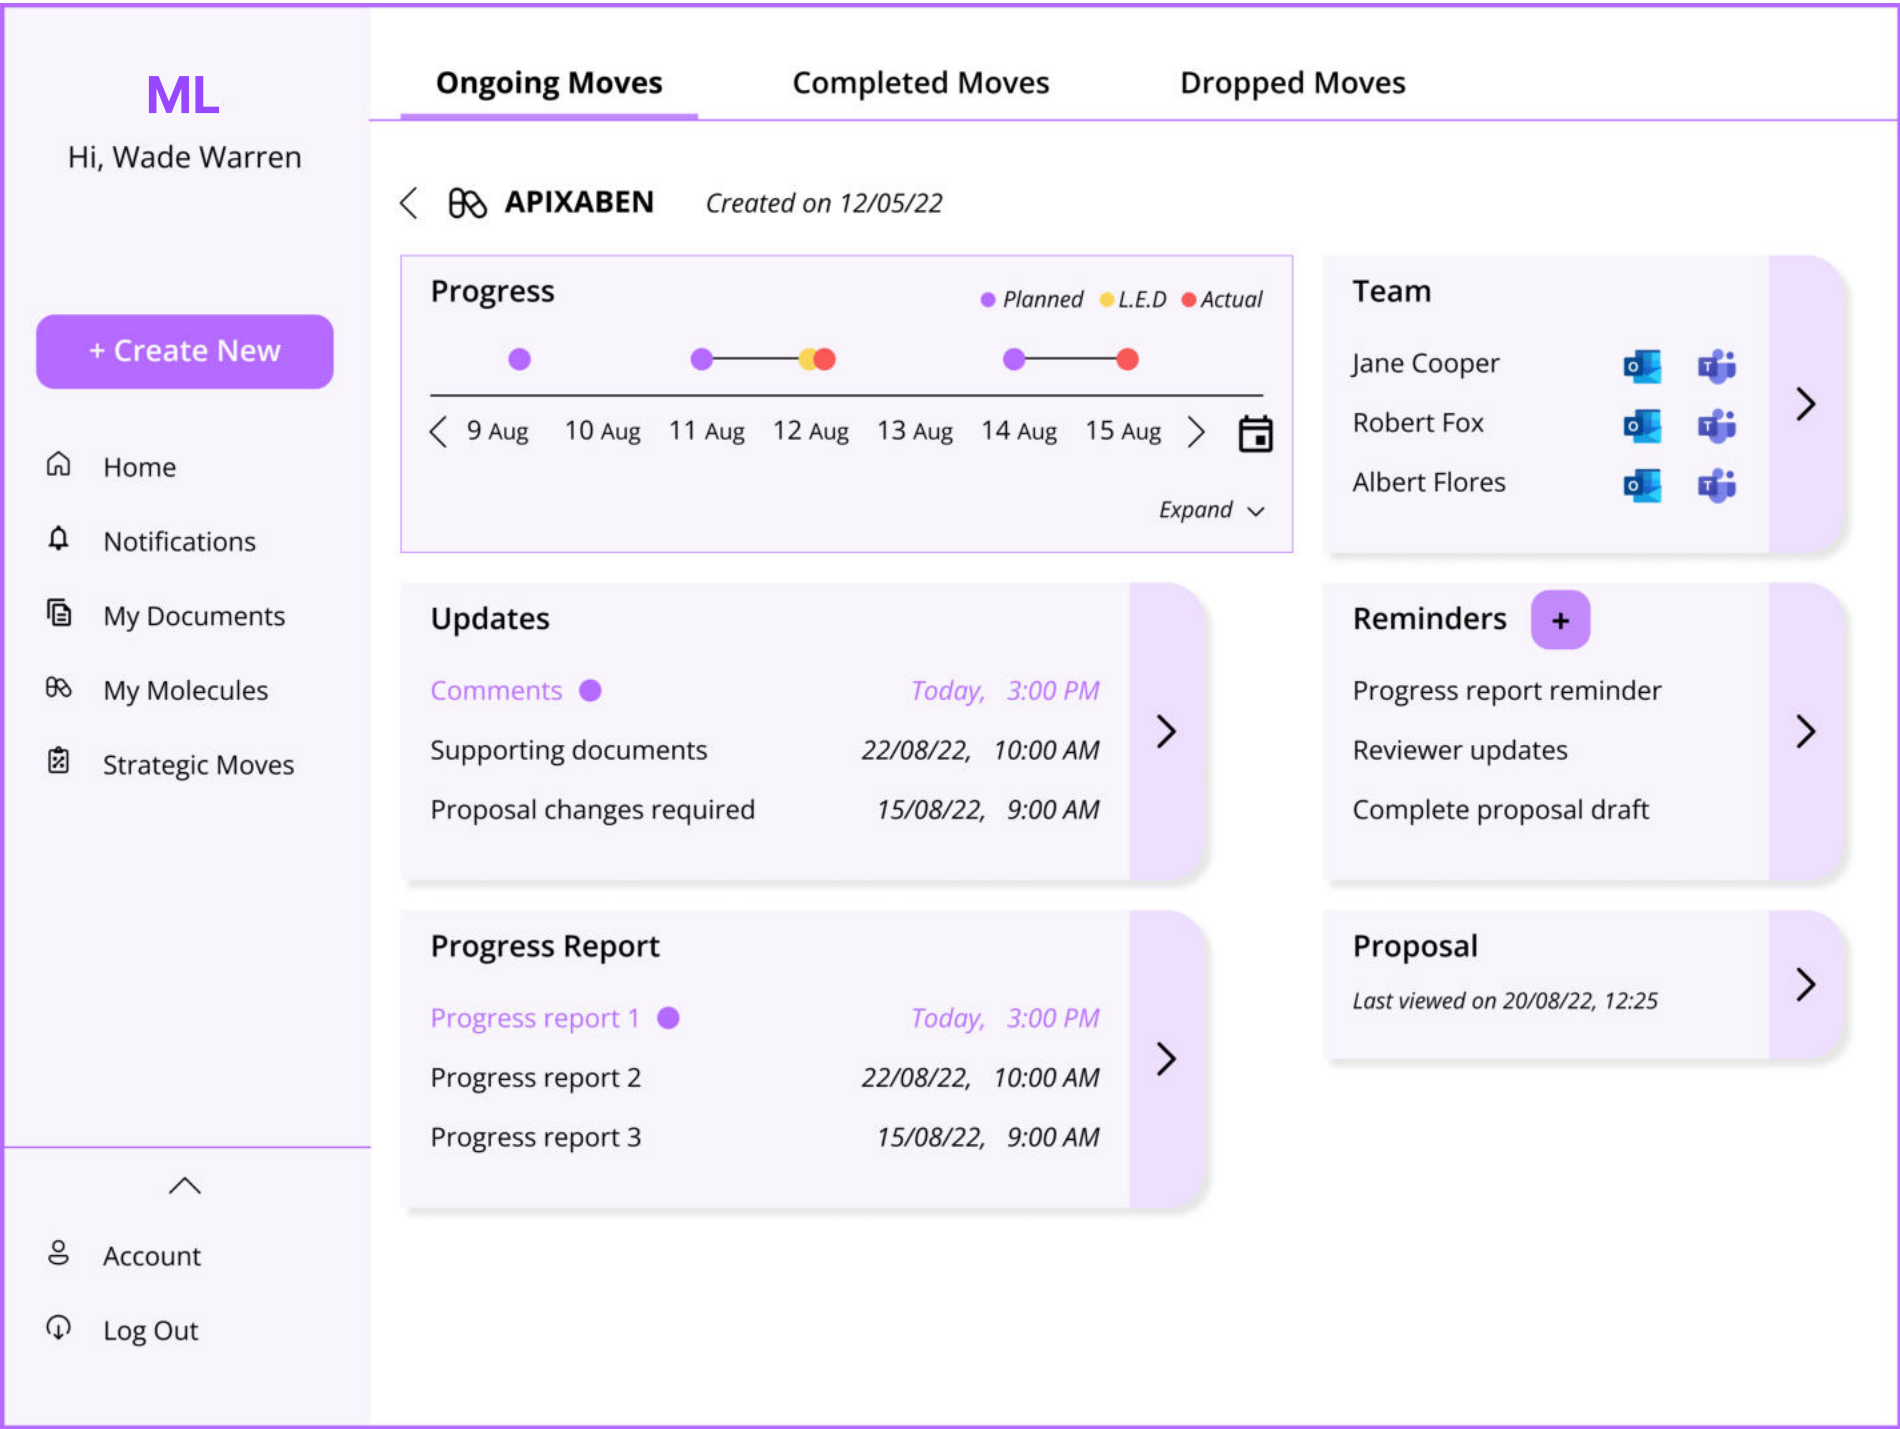 ML
Hi, Wade Warren
+ Create New
Home
Notifications
My Documents
My Molecules
Strategic Moves
Account
Log Out
Ongoing Moves Completed Moves Dropped Moves
APIXABEN Created on 12/05/22
Progress
Planned L.E.D Actual
9 Aug 10 Aug 11 Aug 12 Aug 13 Aug 14 Aug 15 Aug
Expand
Team
Jane Cooper
Robert Fox
Albert Flores
Updates
Comments Today, 3:00 PM
Supporting documents 22/08/22, 10:00 AM
Proposal changes required 15/08/22, 9:00 AM
Reminders +
Progress report reminder
Reviewer updates
Complete proposal draft
Progress Report
Progress report 1 Today, 3:00 PM
Progress report 2 22/08/22, 10:00 AM
Progress report 3 15/08/22, 9:00 AM
Proposal
Last viewed on 20/08/22, 12:25